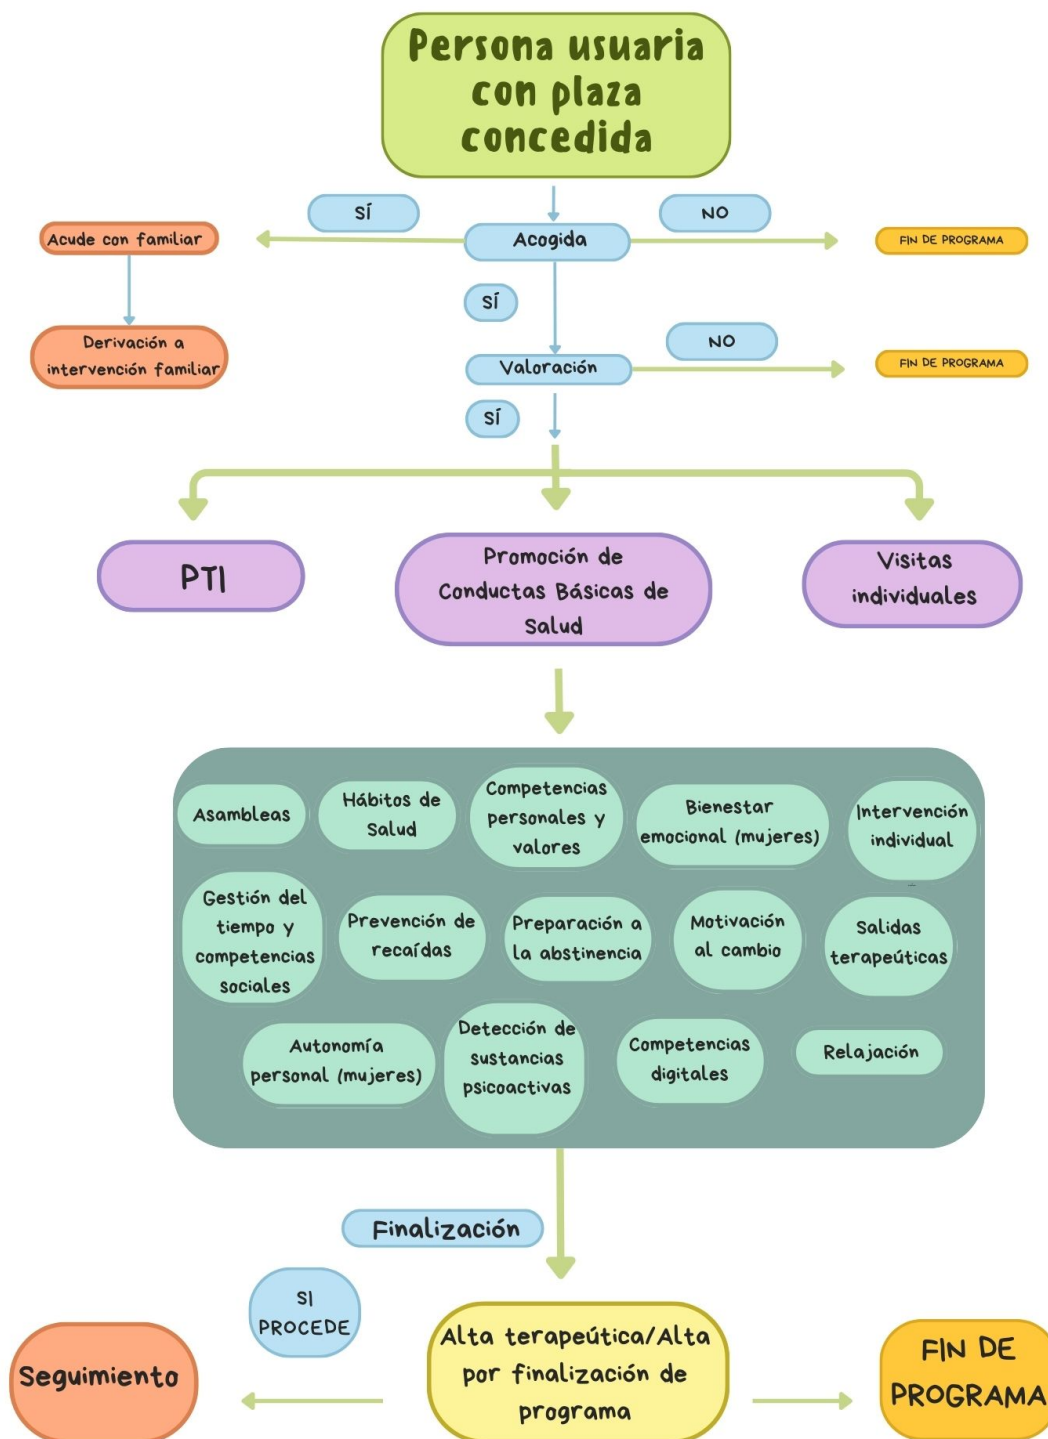 Persona usuaria
con plaza
concedida
SÍ
NO
Acude con familiar
Acogida
FIN DE PROGRAMA
SÍ
Derivación a
intervención familiar
NO
Valoración
FIN DE PROGRAMA
SÍ
PTI
Promoción de
Conductas Básicas de
Salud
Visitas
individuales
Asambleas
Hábitos de
Salud
Competencias
personales y
valores
Bienestar
emocional (mujeres)
Intervención
individual
Gestión del
tiempo y
competencias
sociales
Prevención de
recaídas
Preparación a
la abstinencia
Motivación
al cambio
Salidas
terapeúticas
Autonomía
personal (mujeres)
Detección de
sustancias
psicoactivas
Competencias
digitales
Relajación
Finalización
SI
PROCEDE
Seguimiento
Alta terapeútica/Alta
por finalización de
programa
FIN DE
PROGRAMA